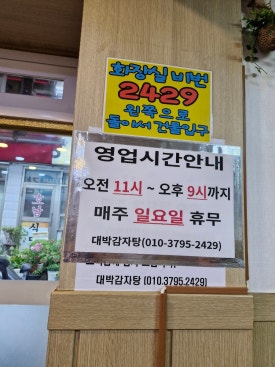 화장실 비번
2429
왼쪽으로
돌아서 건물입구
영업시간안내
오전 11시 ~ 오후 9시까지
매주 일요일 휴무
대박감자탕(010-3795-2429)
대박감자탕 (010.3795.2429)